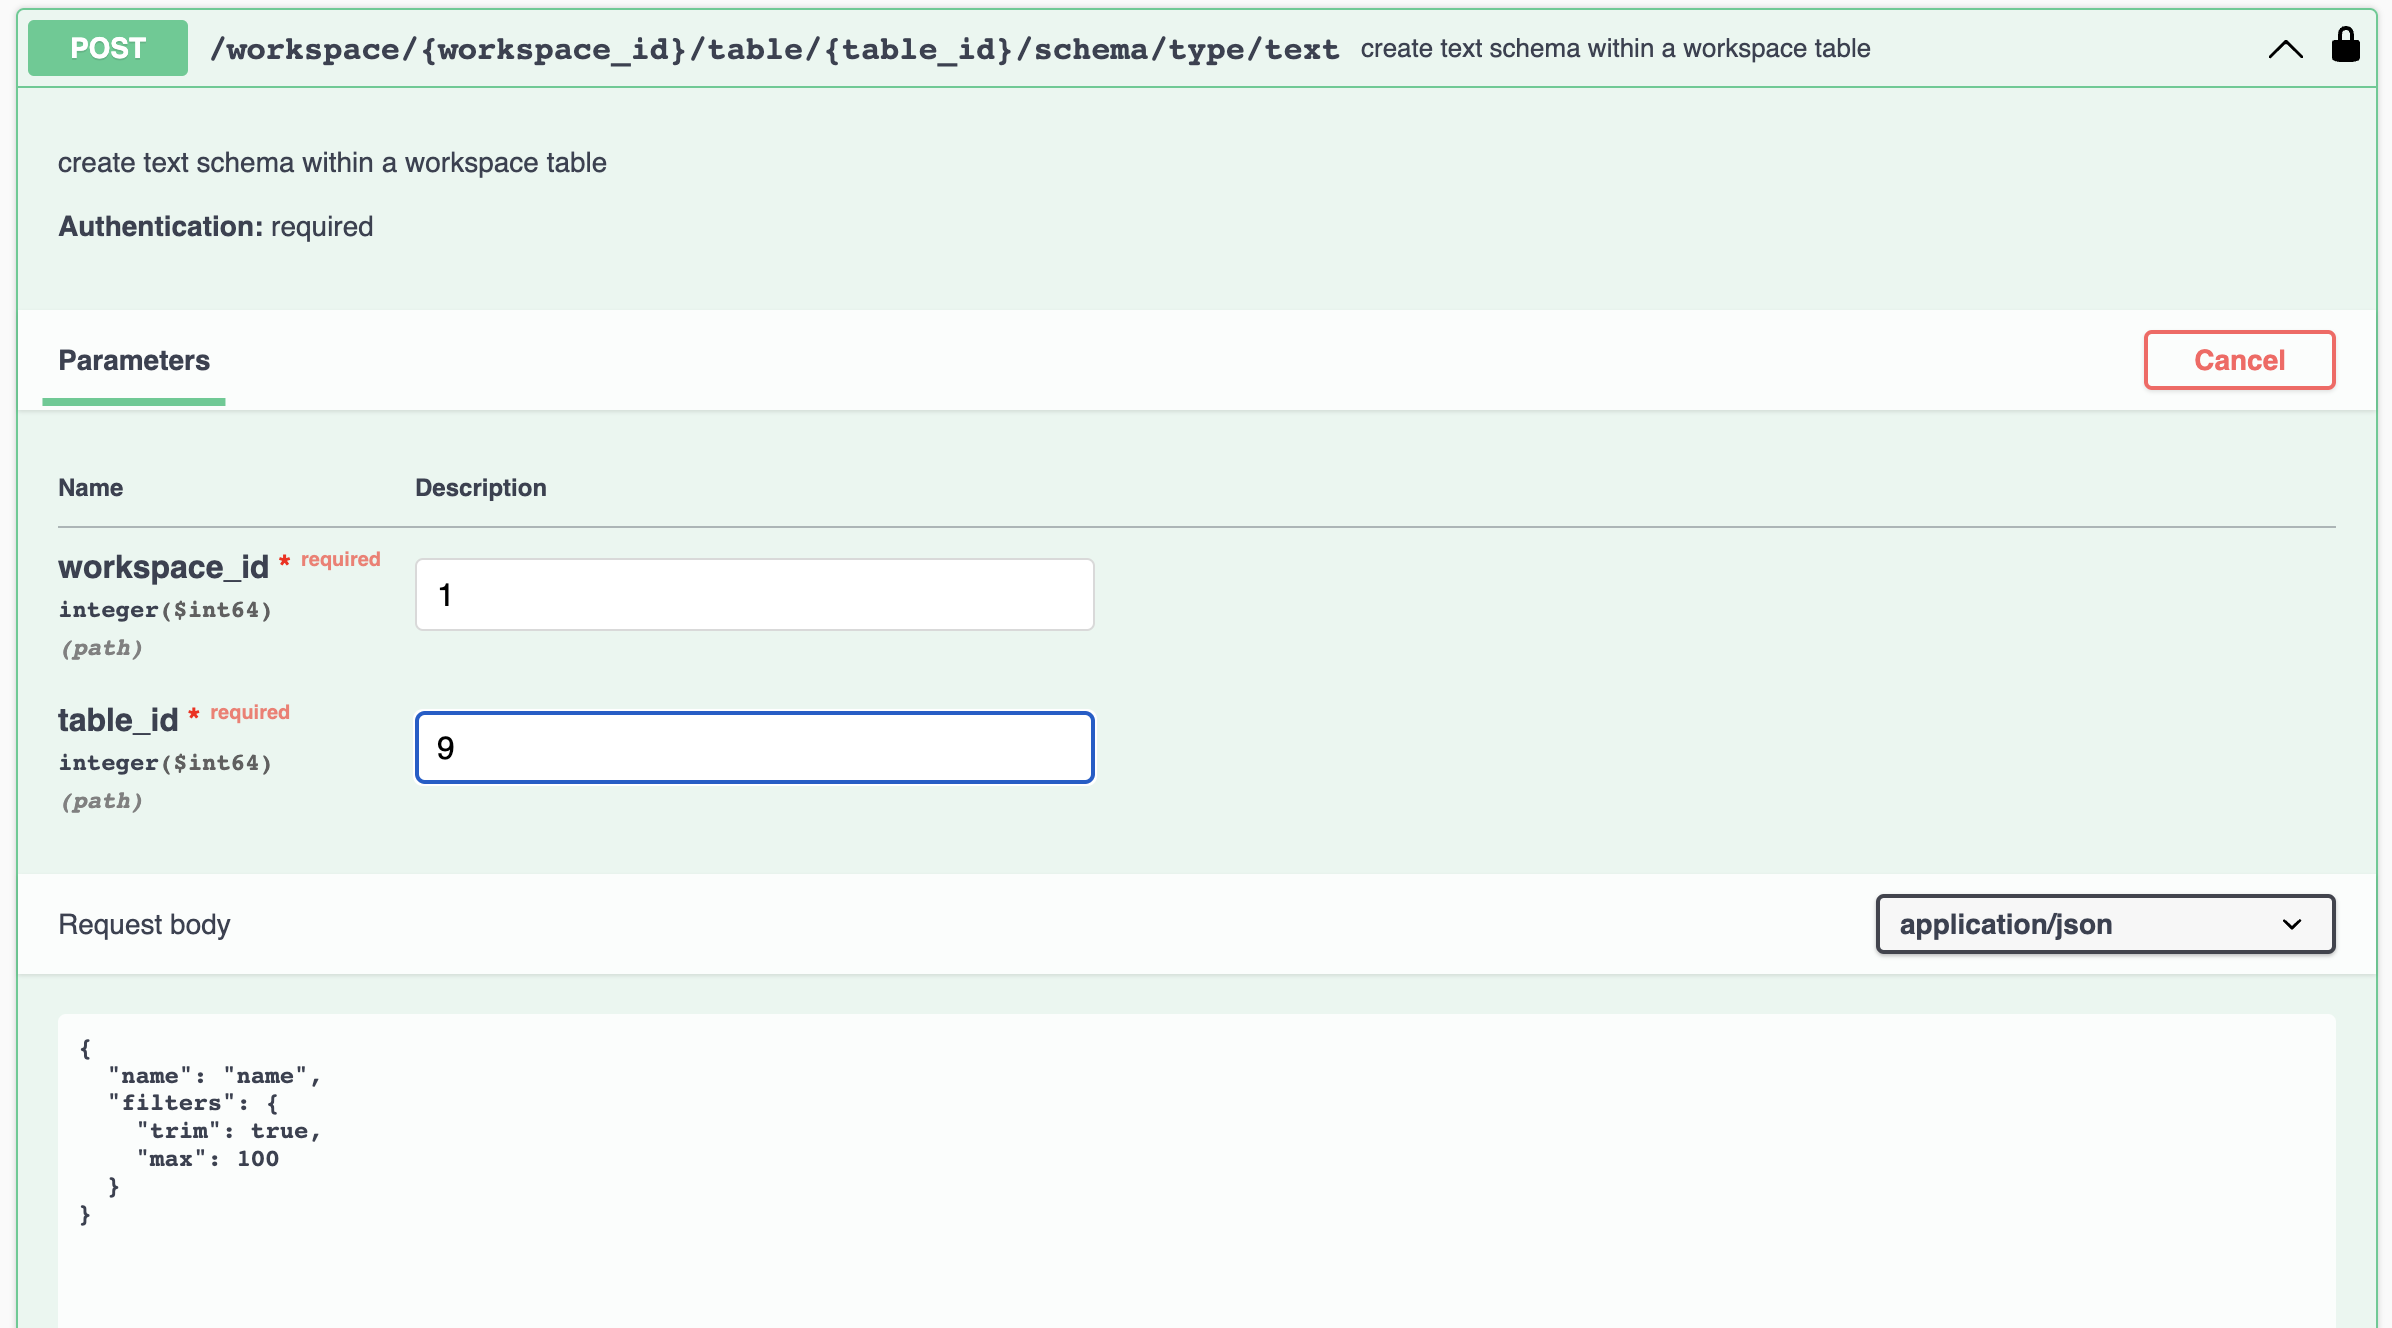 POST /workspace/{workspace_id}/table/{table_id}/schema/type/text create text schema within a workspace table
create text schema within a workspace table
Authentication: required
Parameters
Cancel
Name Description
workspace_id * required
integer($int64)
(path)
1
table_id * required
integer($int64)
(path)
9
Request body
application/json
{
  "name": "name",
  "filters": {
    "trim": true,
    "max": 100
  }
}